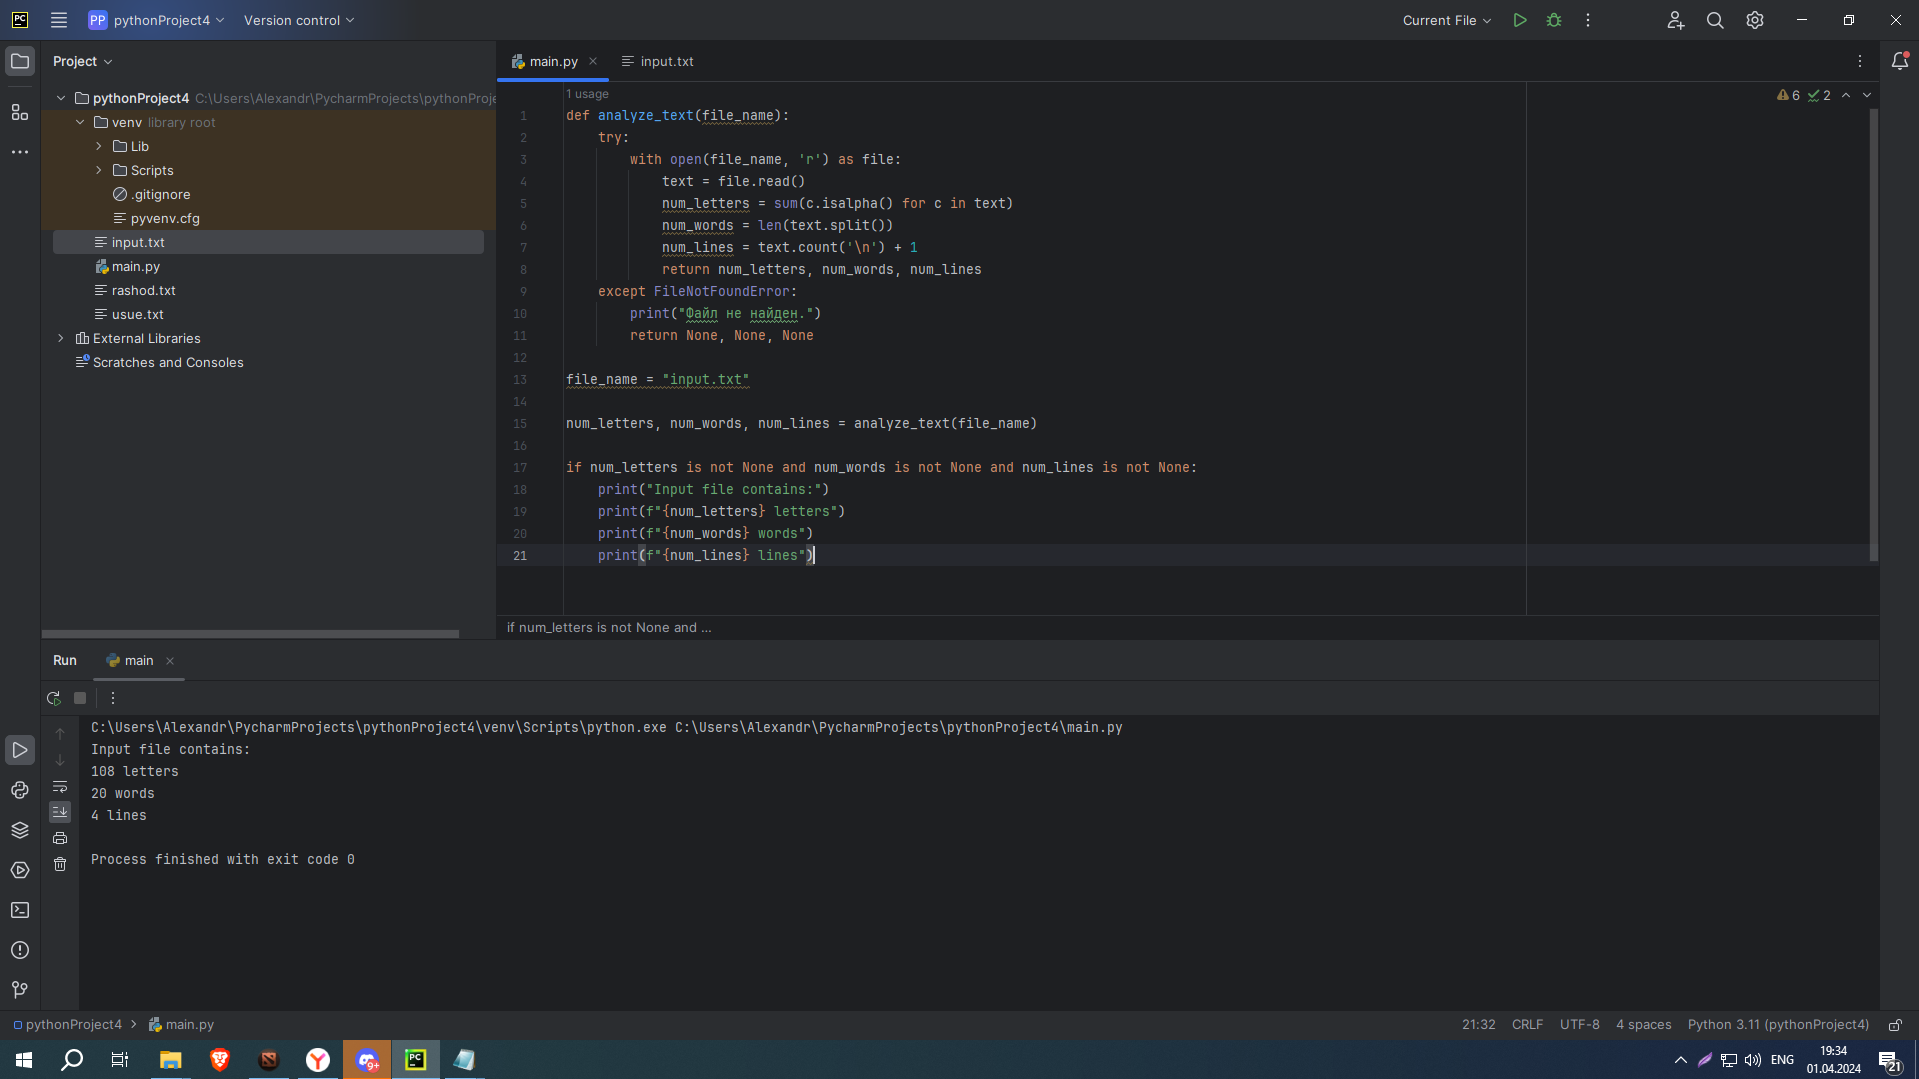 PC
PP pythonProject4 Version control Current File
Project
main.py input.txt
pythonProject4 C:\Users\Alexandr\PycharmProjects\pythonProje
venv library root
Lib
Scripts
.gitignore
pyvenv.cfg
input.txt
main.py
rashod.txt
usue.txt
External Libraries
Scratches and Consoles
1 usage
6 2
1 def analyze_text(file_name):
2 try:
3 with open(file_name, 'r') as file:
4 text = file.read()
5 num_letters = sum(c.isalpha() for c in text)
6 num_words = len(text.split())
7 num_lines = text.count('\n') + 1
8 return num_letters, num_words, num_lines
9 except FileNotFoundError:
10 print("Файл не найден.")
11 return None, None, None
12
13 file_name = "input.txt"
14
15 num_letters, num_words, num_lines = analyze_text(file_name)
16
17 if num_letters is not None and num_words is not None and num_lines is not None:
18 print("Input file contains:")
19 print(f"{num_letters} letters")
20 print(f"{num_words} words")
21 print(f"{num_lines} lines")
if num_letters is not None and ...
Run main
C:\Users\Alexandr\PycharmProjects\pythonProject4\venv\Scripts\python.exe C:\Users\Alexandr\PycharmProjects\pythonProject4\main.py
Input file contains:
108 letters
20 words
4 lines
Process finished with exit code 0
pythonProject4 main.py 21:32 CRLF UTF-8 4 spaces Python 3.11 (pythonProject4)
9+ PC ENG 19:34
01.04.2024 21